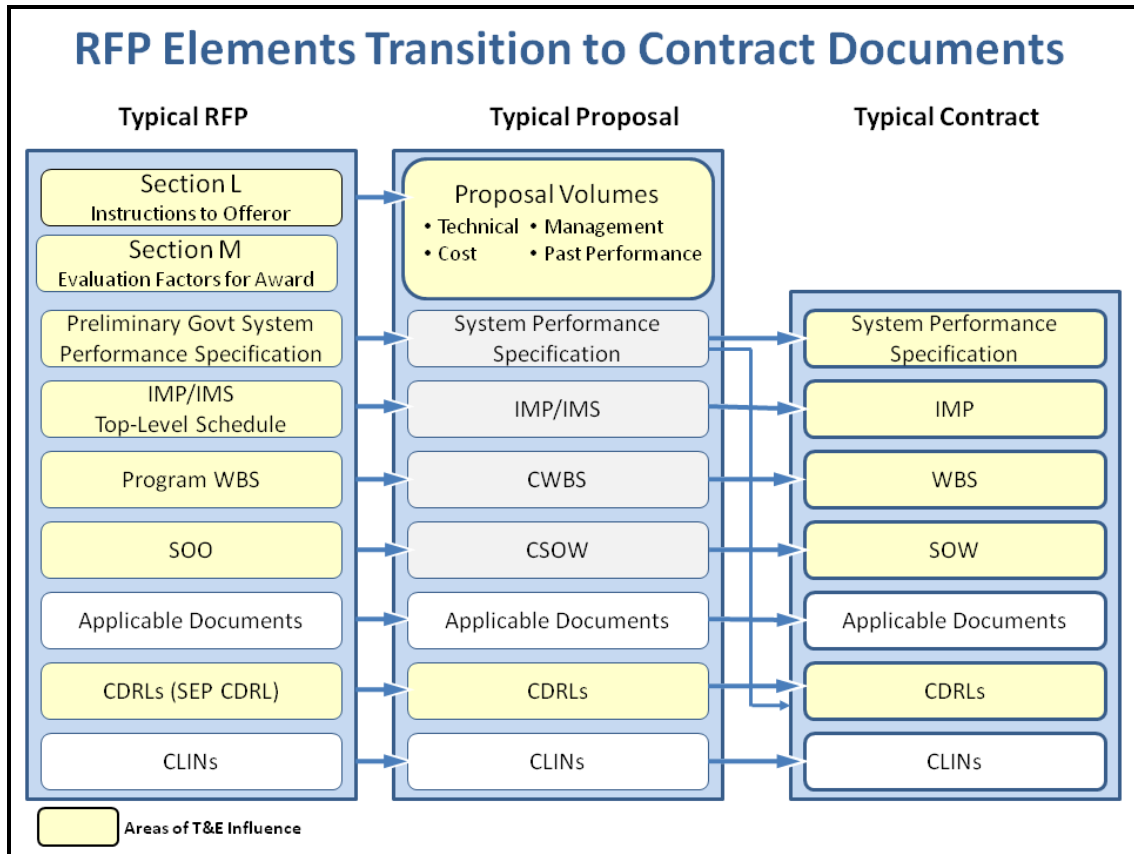 RFP Elements Transition to Contract Documents
Typical RFP
Typical Proposal
Typical Contract
Section L
Instructions to Offeror
Section M
Evaluation Factors for Award
Preliminary Govt System
Performance Specification
IMP/IMS
Top-Level Schedule
Program WBS
SOO
Applicable Documents
CDRLs (SEP CDRL)
CLINs
Proposal Volumes
• Technical • Management
• Cost • Past Performance
System Performance
Specification
IMP/IMS
CWBS
CSOW
Applicable Documents
CDRLs
CLINs
System Performance
Specification
IMP
WBS
SOW
Applicable Documents
CDRLs
CLINs
Areas of T&E Influence